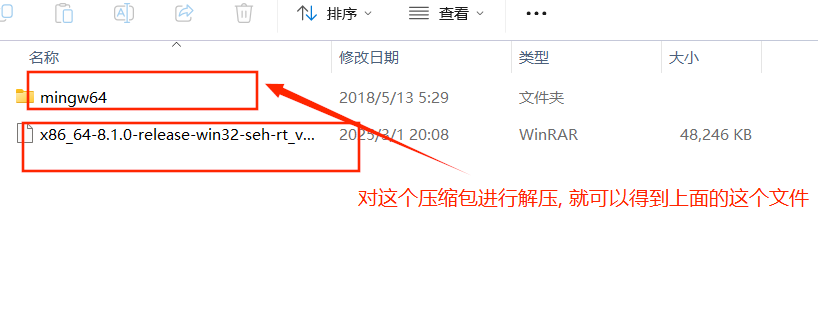 排序 查看 •••
名称 修改日期 类型 大小
mingw64 2018/5/13 5:29 文件夹
x86_64-8.1.0-release-win32-seh-rt_v... 2025/3/1 20:08 WinRAR 48,246 KB
对这个压缩包进行解压, 就可以得到上面的这个文件